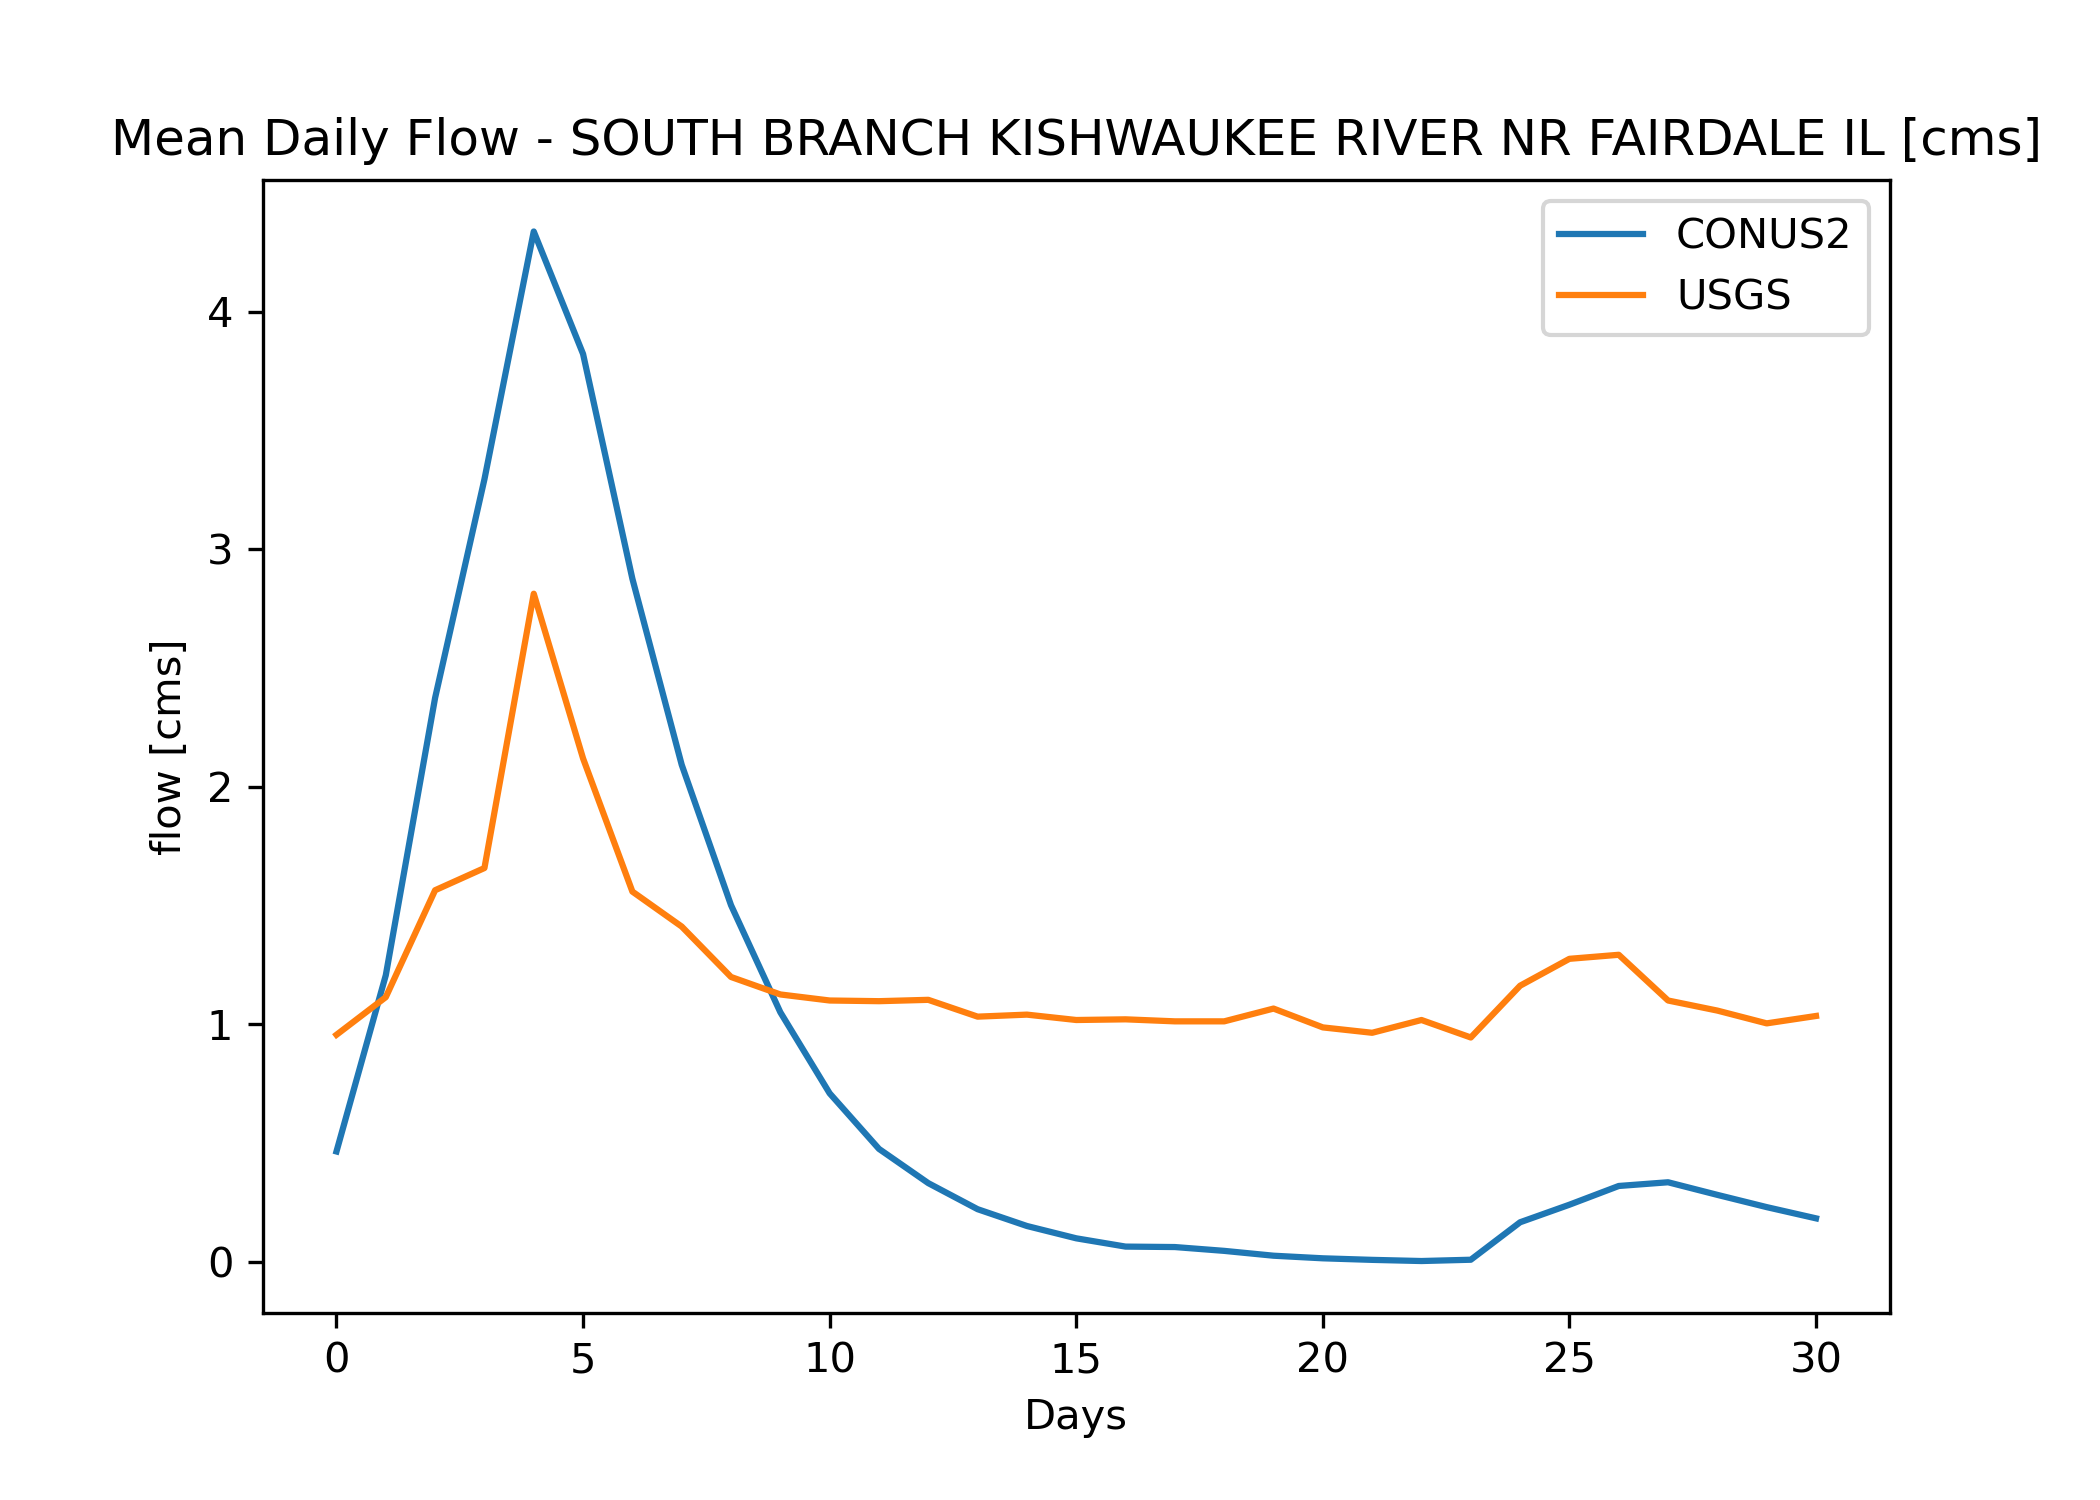 Mean Daily Flow - SOUTH BRANCH KISHWAUKEE RIVER NR FAIRDALE IL [cms]
CONUS2
USGS
4
3
2
1
0
flow [cms]
0 5 10 15 20 25 30
Days